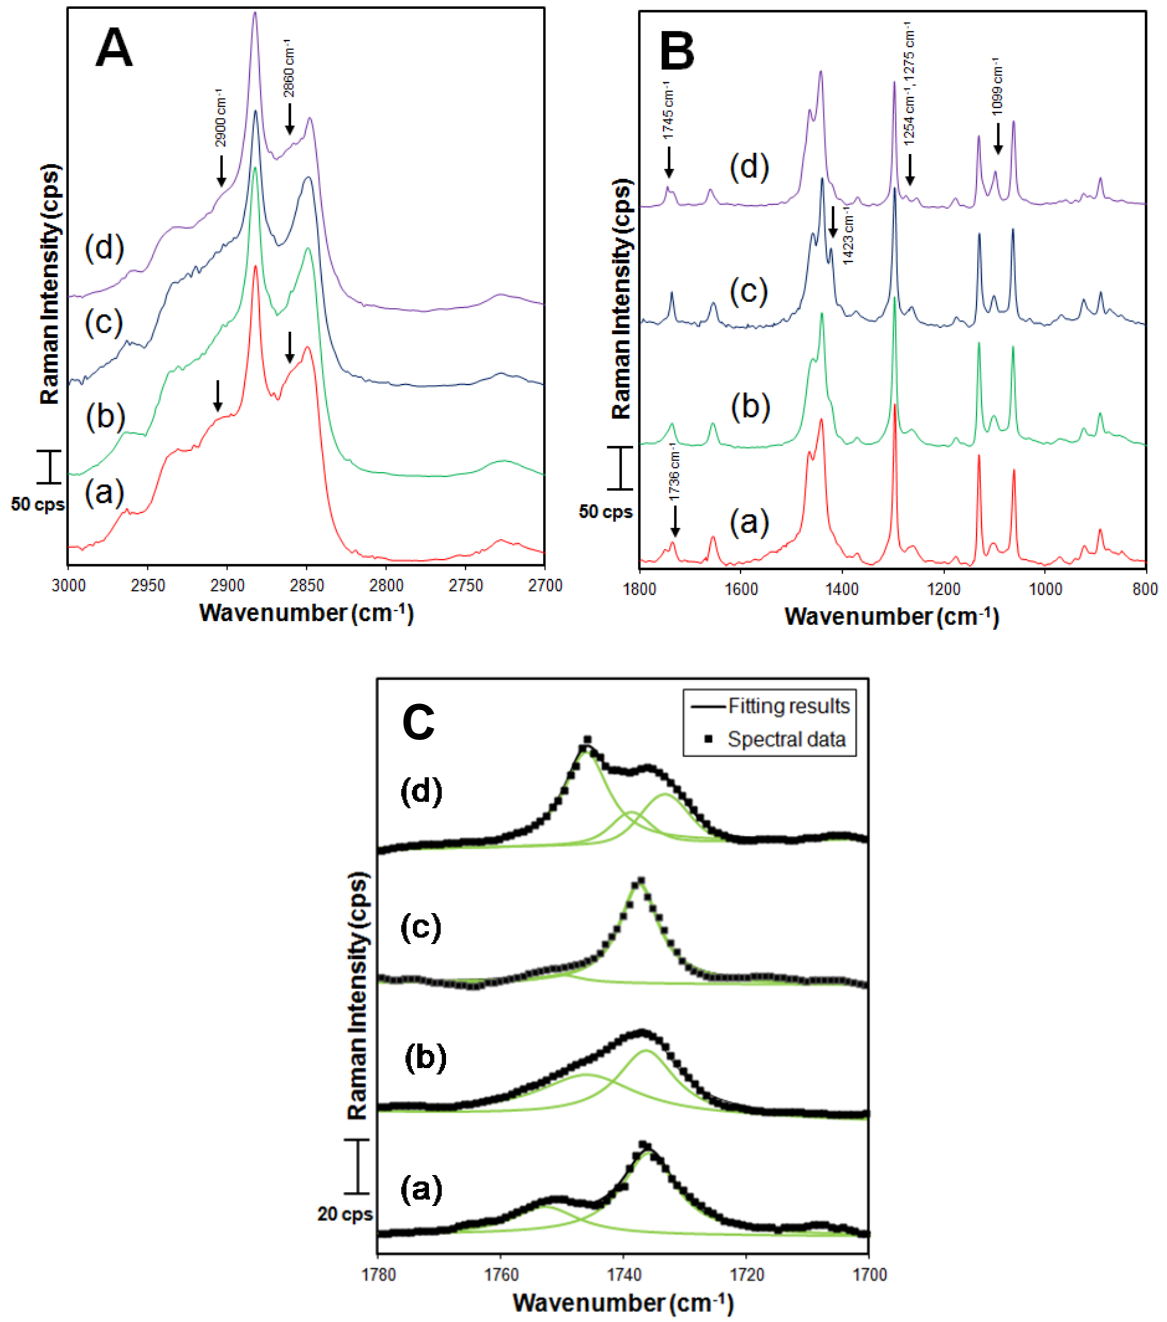 A
2900 cm-1
2860 cm-1
(d)
(c)
(b)
(a)
Raman Intensity (cps)
50 cps
3000
2950
2900
2850
2800
2750
2700
Wavenumber (cm-1)
B
1745 cm-1
1254 cm-1, 1275 cm-1
1099 cm-1
(d)
1423 cm-1
(c)
(b)
1736 cm-1
(a)
Raman Intensity (cps)
50 cps
1800
1600
1400
1200
1000
800
Wavenumber (cm-1)
C
Fitting results
Spectral data
(d)
(c)
(b)
(a)
Raman Intensity (cps)
20 cps
1780
1760
1740
1720
1700
Wavenumber (cm-1)